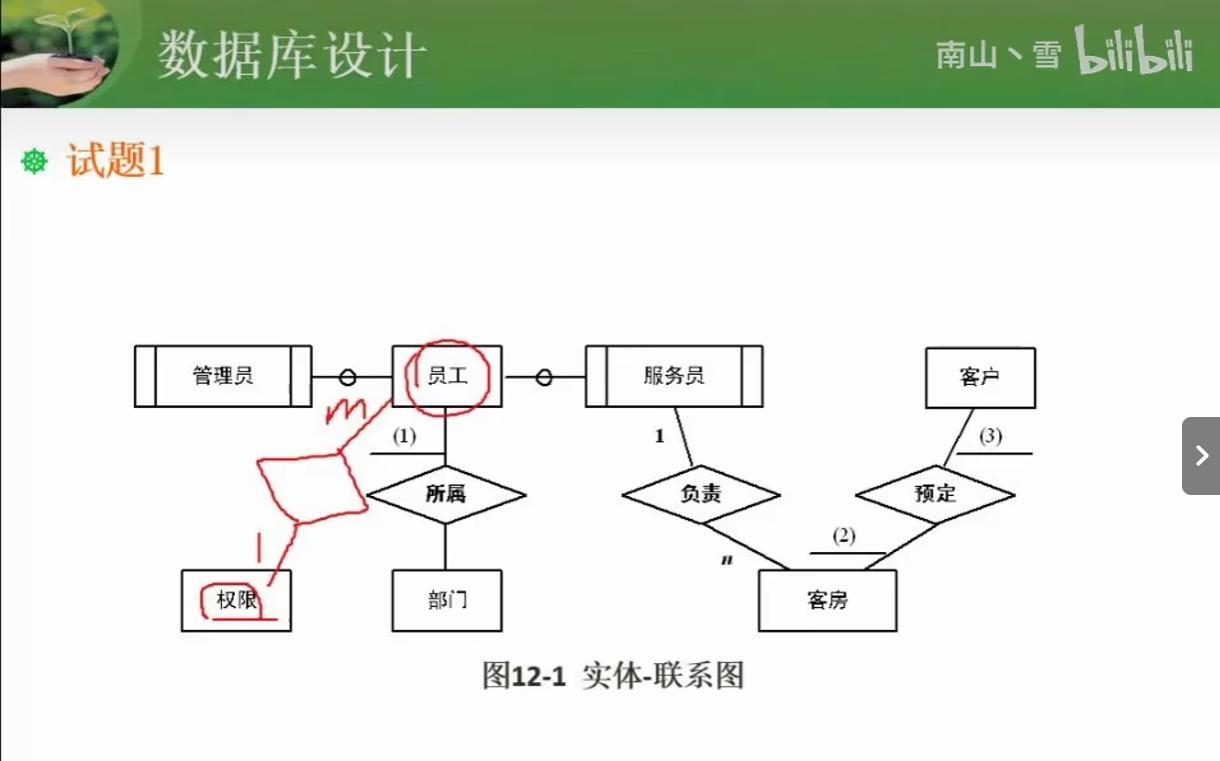 数据库设计
南山丶雪 bilibili
试题1
管理员
员工
服务员
客户
m
(1)
1
(3)
所属
负责
预定
1
n
(2)
权限
部门
客房
图12-1 实体-联系图